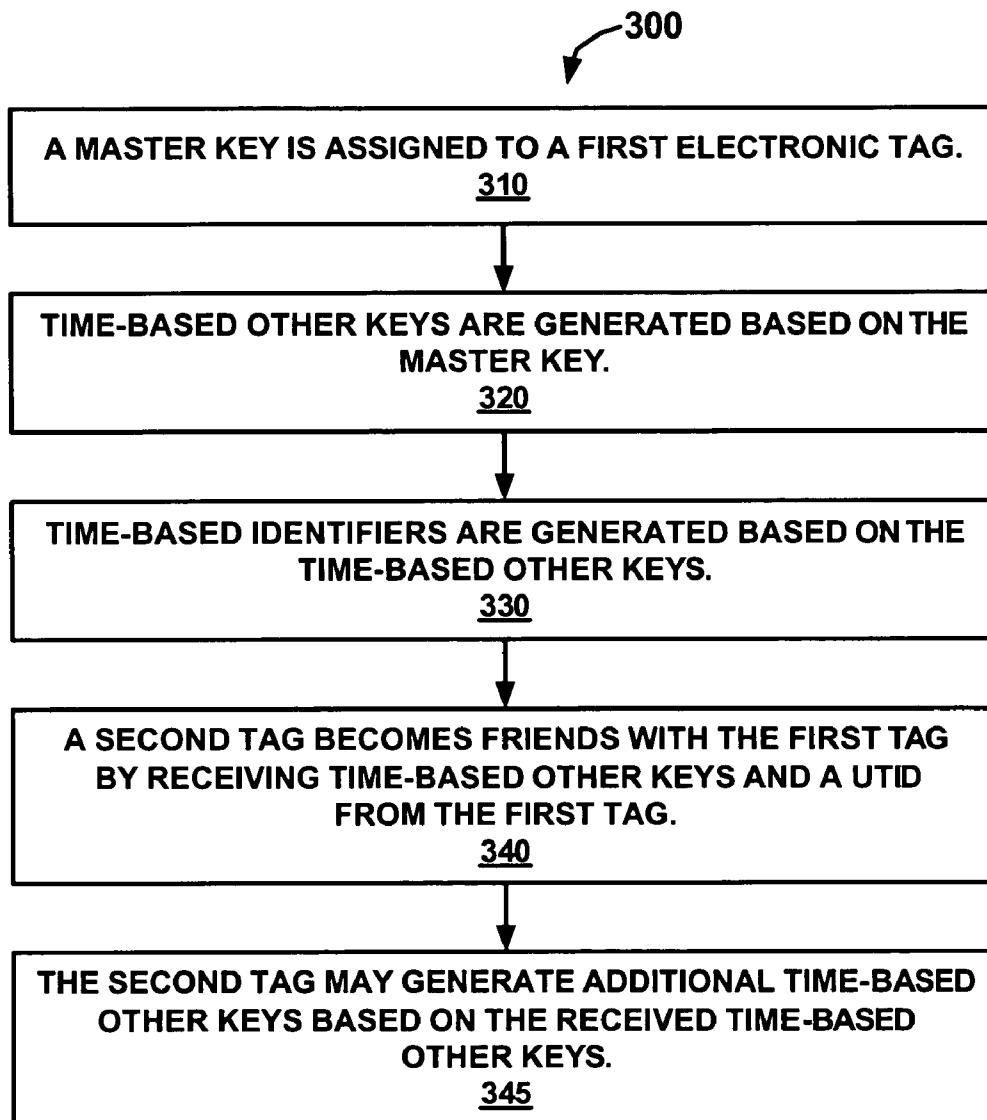 300
A MASTER KEY IS ASSIGNED TO A FIRST ELECTRONIC TAG.
310
TIME-BASED OTHER KEYS ARE GENERATED BASED ON THE
MASTER KEY.
320
TIME-BASED IDENTIFIERS ARE GENERATED BASED ON THE
TIME-BASED OTHER KEYS.
330
A SECOND TAG BECOMES FRIENDS WITH THE FIRST TAG
BY RECEIVING TIME-BASED OTHER KEYS AND A UTID
FROM THE FIRST TAG.
340
THE SECOND TAG MAY GENERATE ADDITIONAL TIME-BASED
OTHER KEYS BASED ON THE RECEIVED TIME-BASED
OTHER KEYS.
345